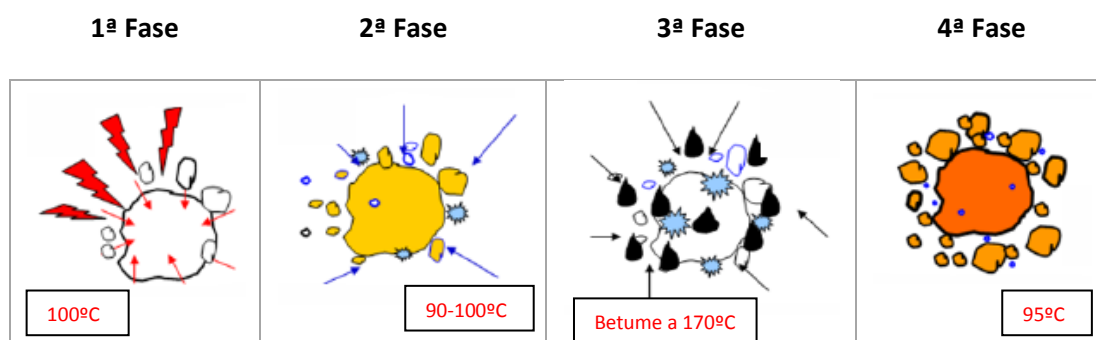 1ª Fase 2ª Fase 3ª Fase 4ª Fase
100ºC
90-100ºC
Betume a 170ºC
95ºC